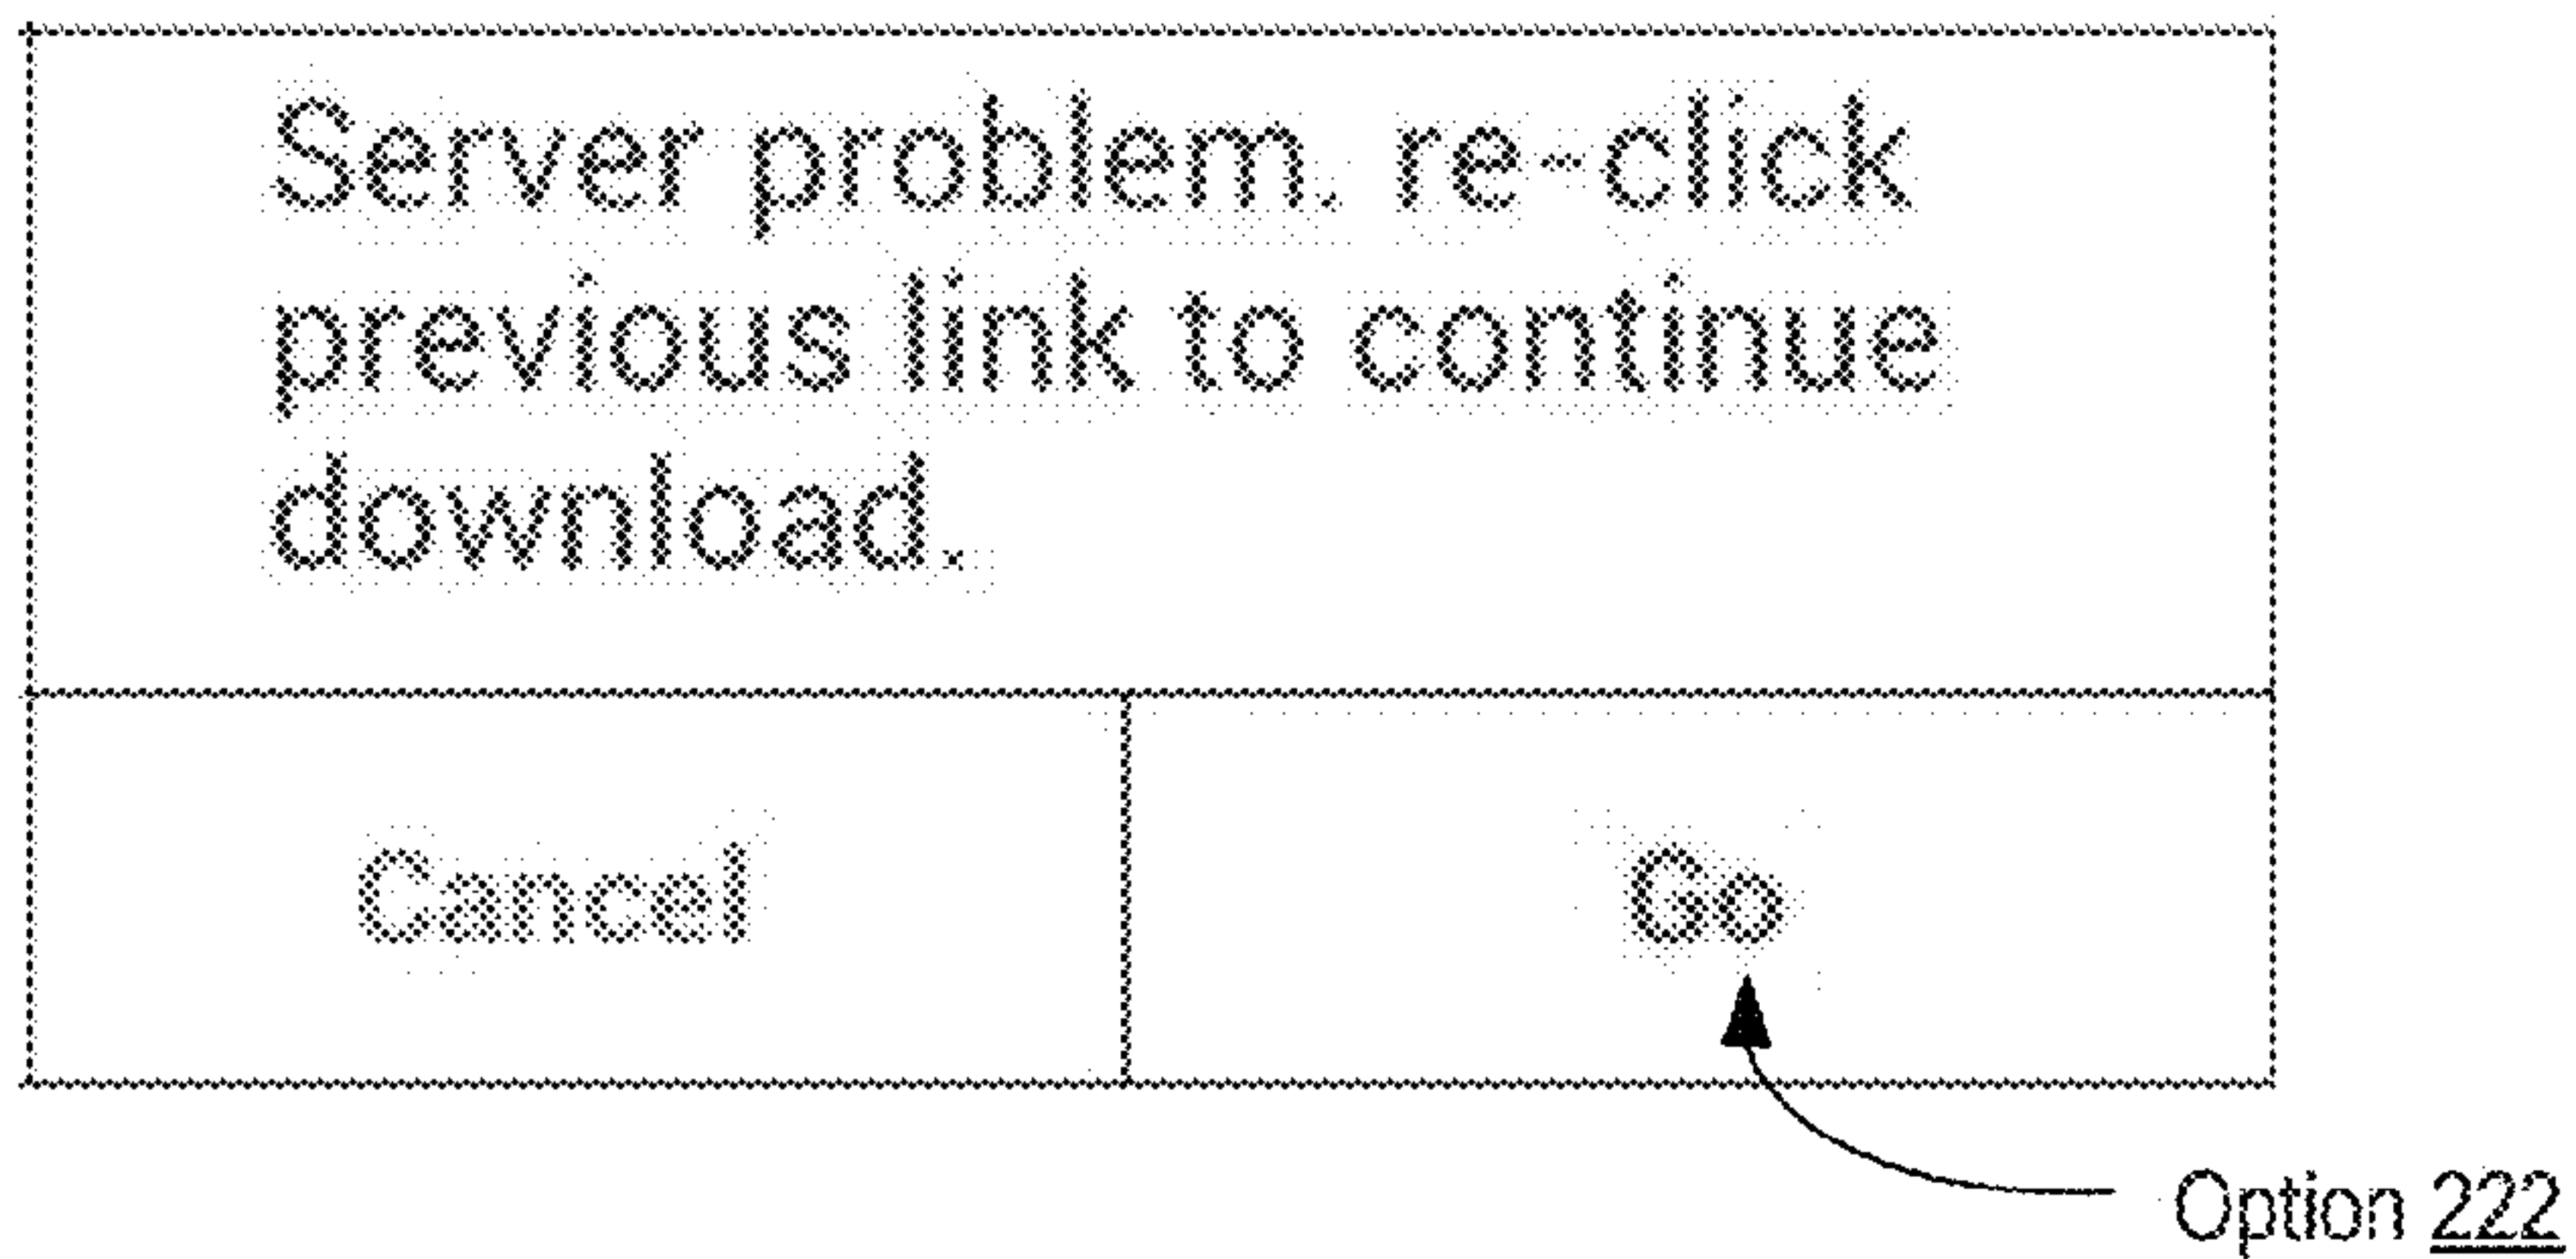 Server problem. re-click
previous link to continue
download.
Cancel
Go
Option 222